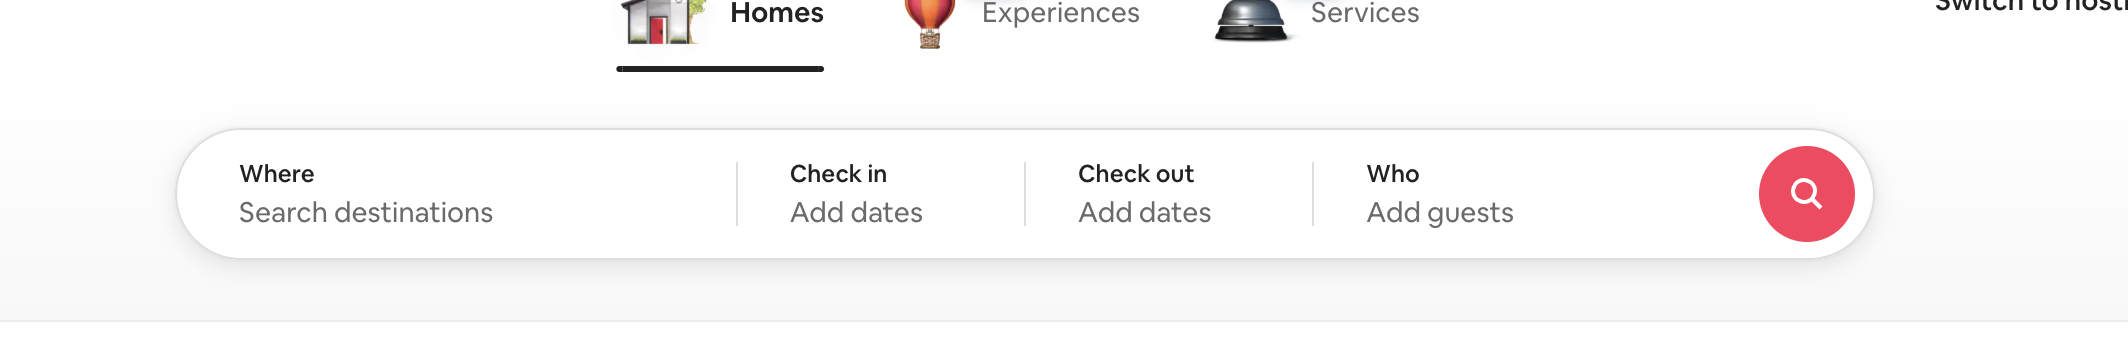 Homes
Experiences
Services
Switch to
Where
Check in
Check out
Who
Search destinations
Add dates
Add dates
Add guests